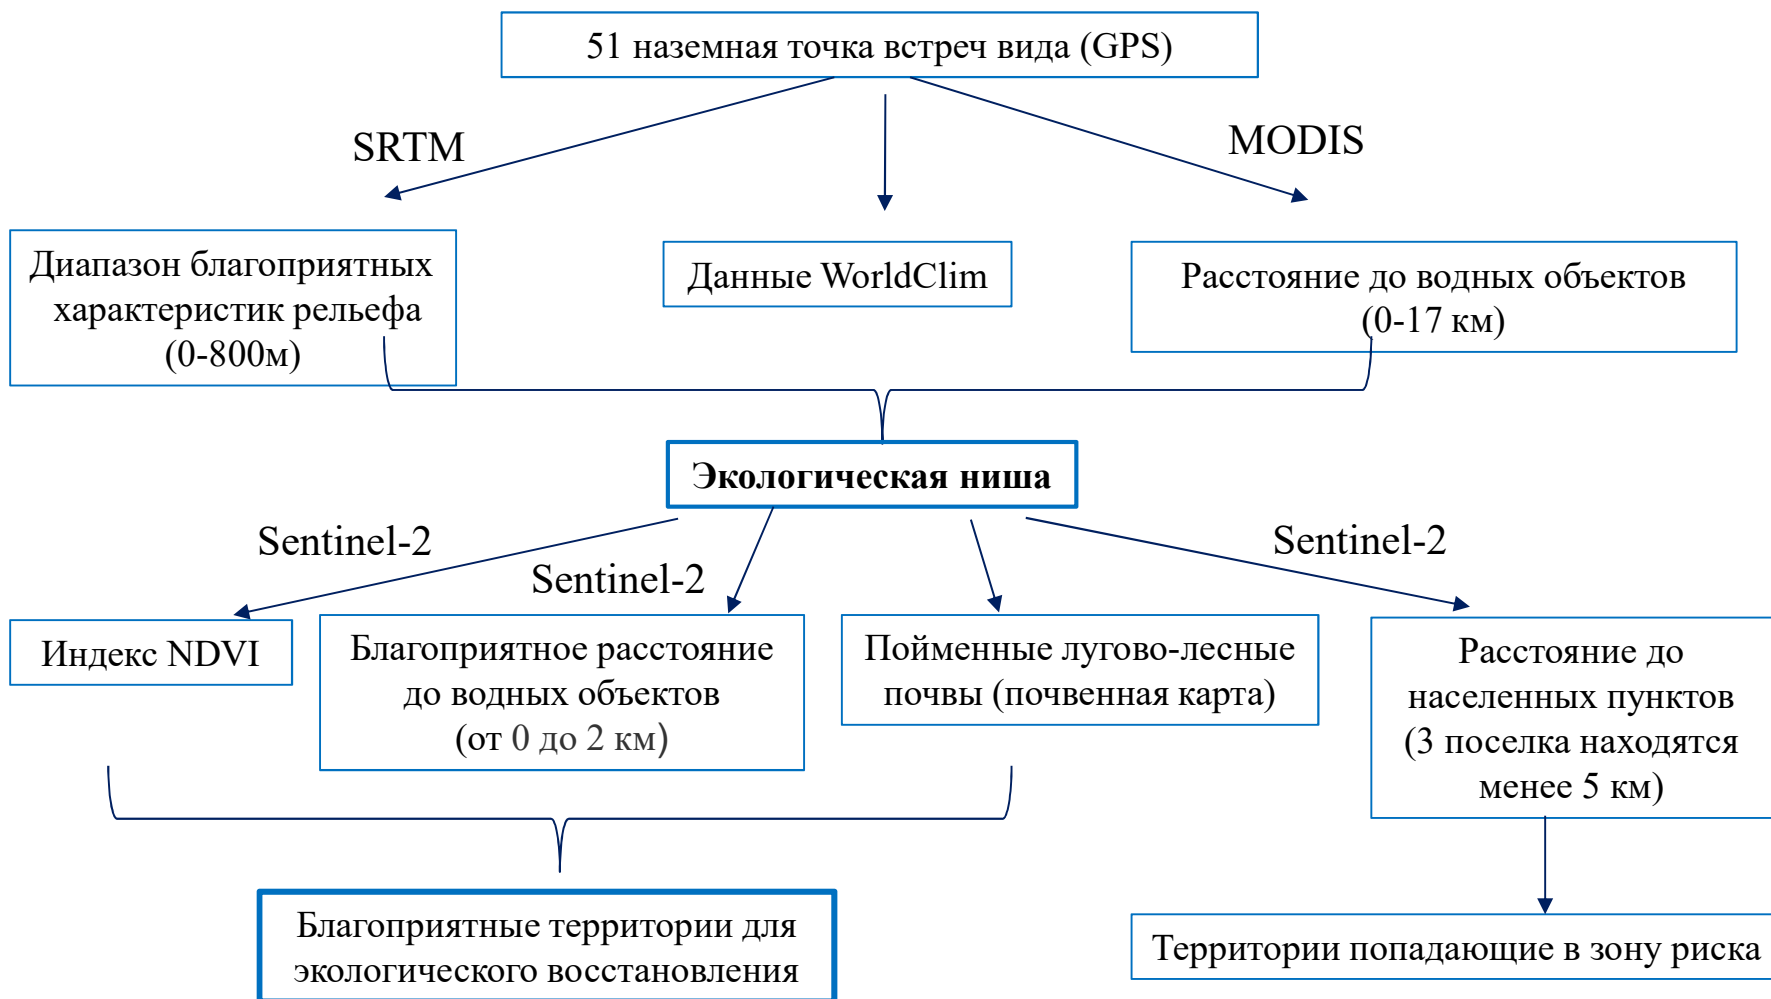 51 наземная точка встреч вида (GPS)
SRTM
MODIS
Диапазон благоприятных
характеристик рельефа
(0-800м)
Данные WorldClim
Расстояние до водных объектов
(0-17 км)
Экологическая ниша
Sentinel-2
Sentinel-2
Sentinel-2
Индекс NDVI
Благоприятное расстояние
до водных объектов
(от 0 до 2 км)
Пойменные лугово-лесные
почвы (почвенная карта)
Расстояние до
населенных пунктов
(3 поселка находятся
менее 5 км)
Благоприятные территории для
экологического восстановления
Территории попадающие в зону риска